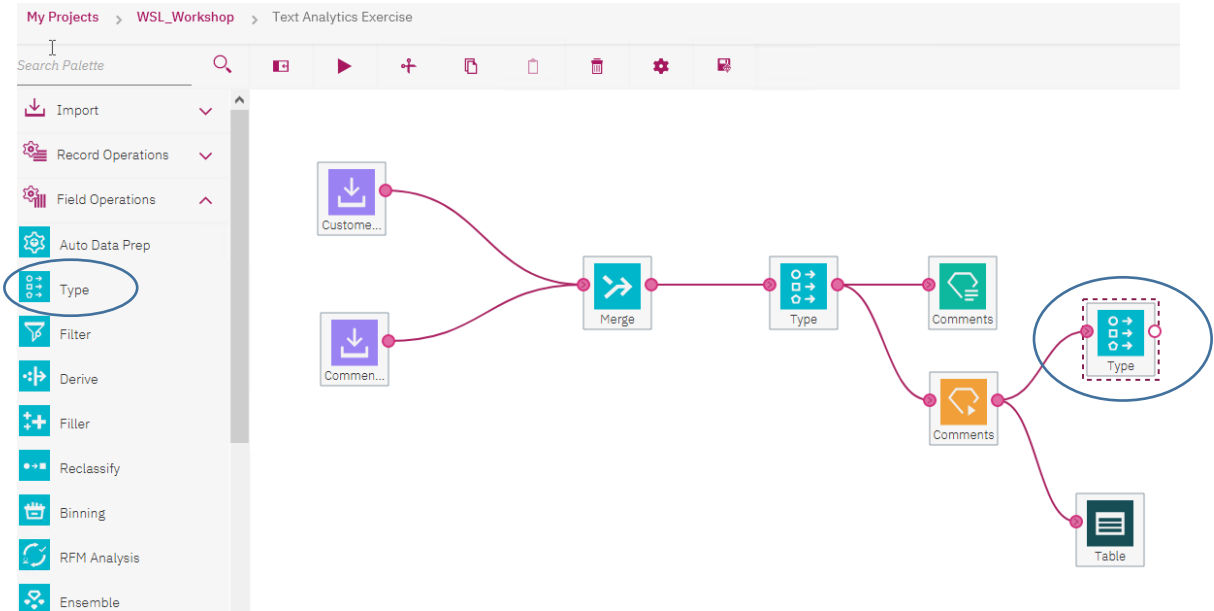 My Projects > WSL_Workshop > Text Analytics Exercise
Search Palette
Import
Record Operations
Field Operations
Auto Data Prep
Type
Filter
Derive
Filler
Reclassify
Binning
RFM Analysis
Ensemble
Custome...
Commen...
Merge
Type
Comments
Comments
Type
Table